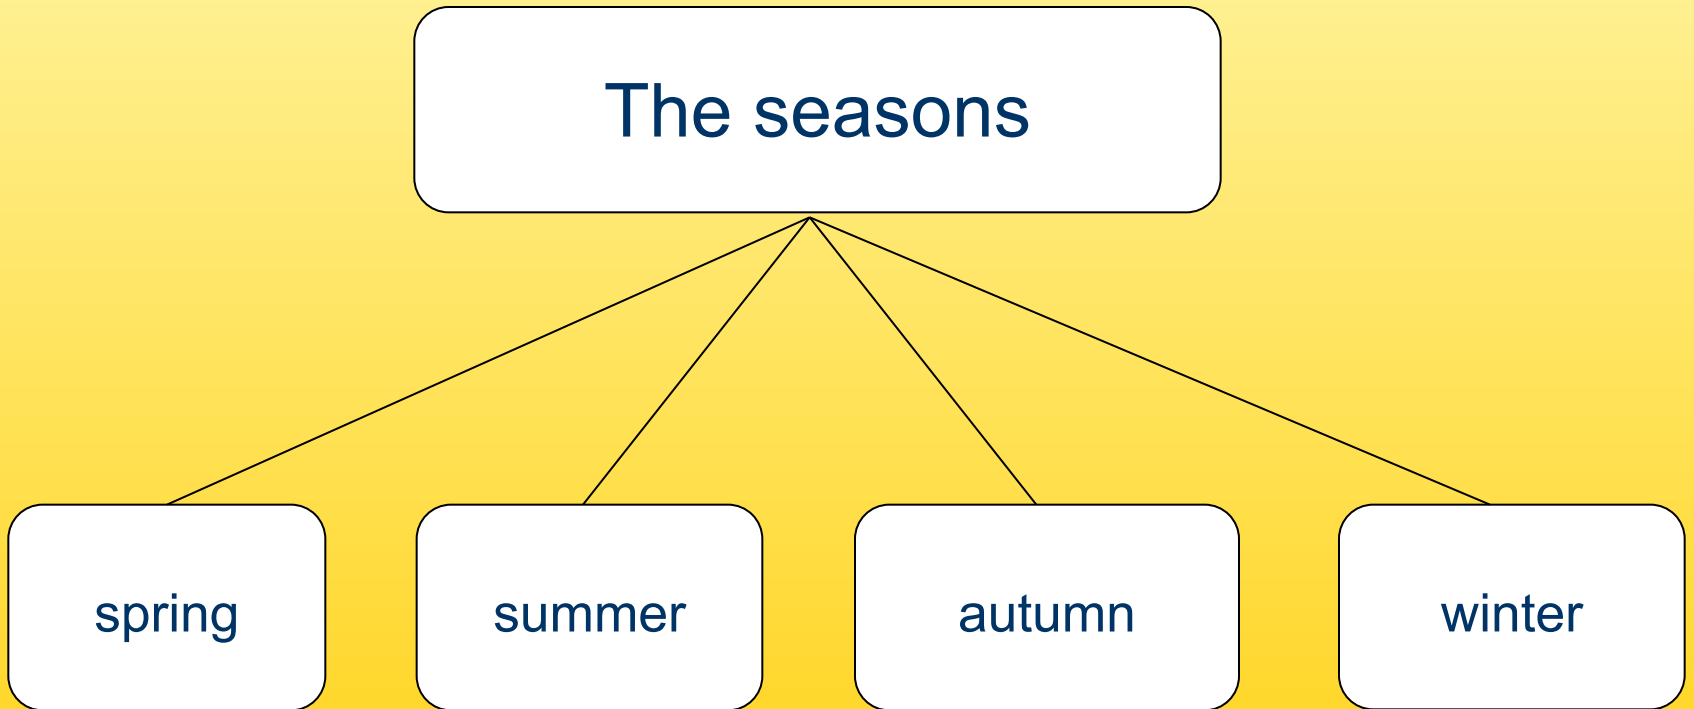 The seasons
spring
summer
autumn
winter